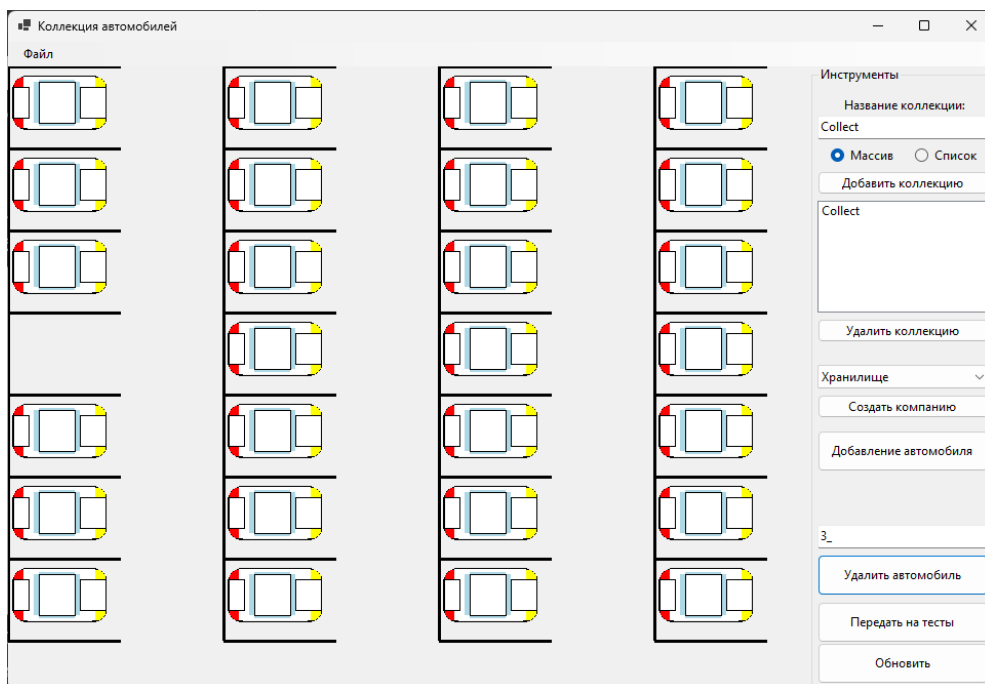 Коллекция автомобилей
Файл
Инструменты
Название коллекции:
Collect
Массив
Список
Добавить коллекцию
Collect
Удалить коллекцию
Хранилище
Создать компанию
Добавление автомобиля
3_
Удалить автомобиль
Передать на тесты
Обновить